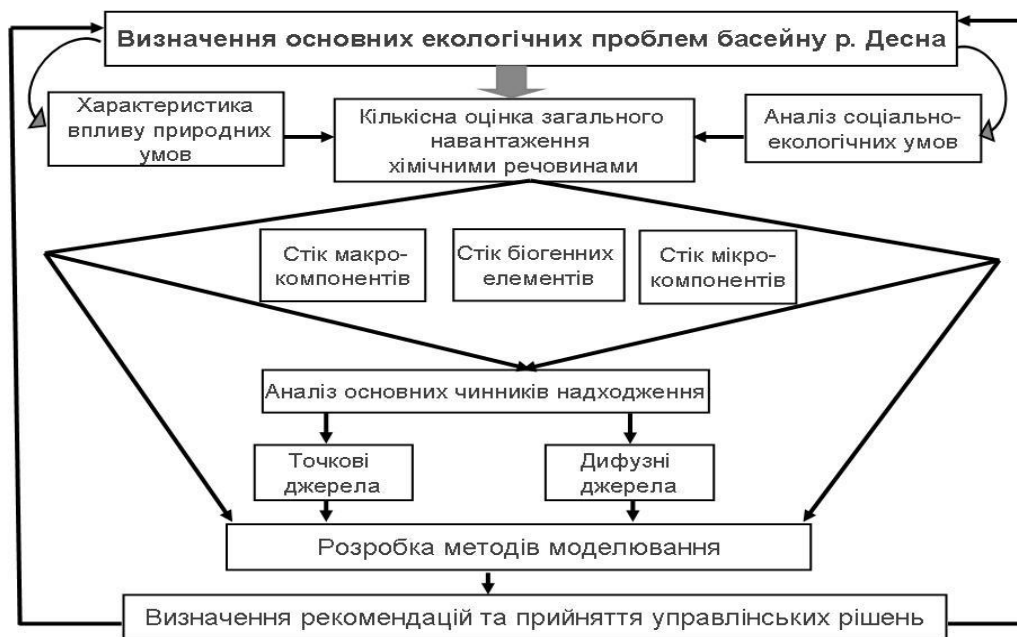 Визначення основних екологічних проблем басейну р. Десна
Характеристика
впливу природних
умов
Кількісна оцінка загального
навантаження
хімічними речовинами
Аналіз соціально-
екологічних умов
Стік макро-
компонентів
Стік біогенних
елементів
Стік мікро-
компонентів
Аналіз основних чинників надходження
Точкові
джерела
Дифузні
джерела
Розробка методів моделювання
Визначення рекомендацій та прийняття управлінських рішень